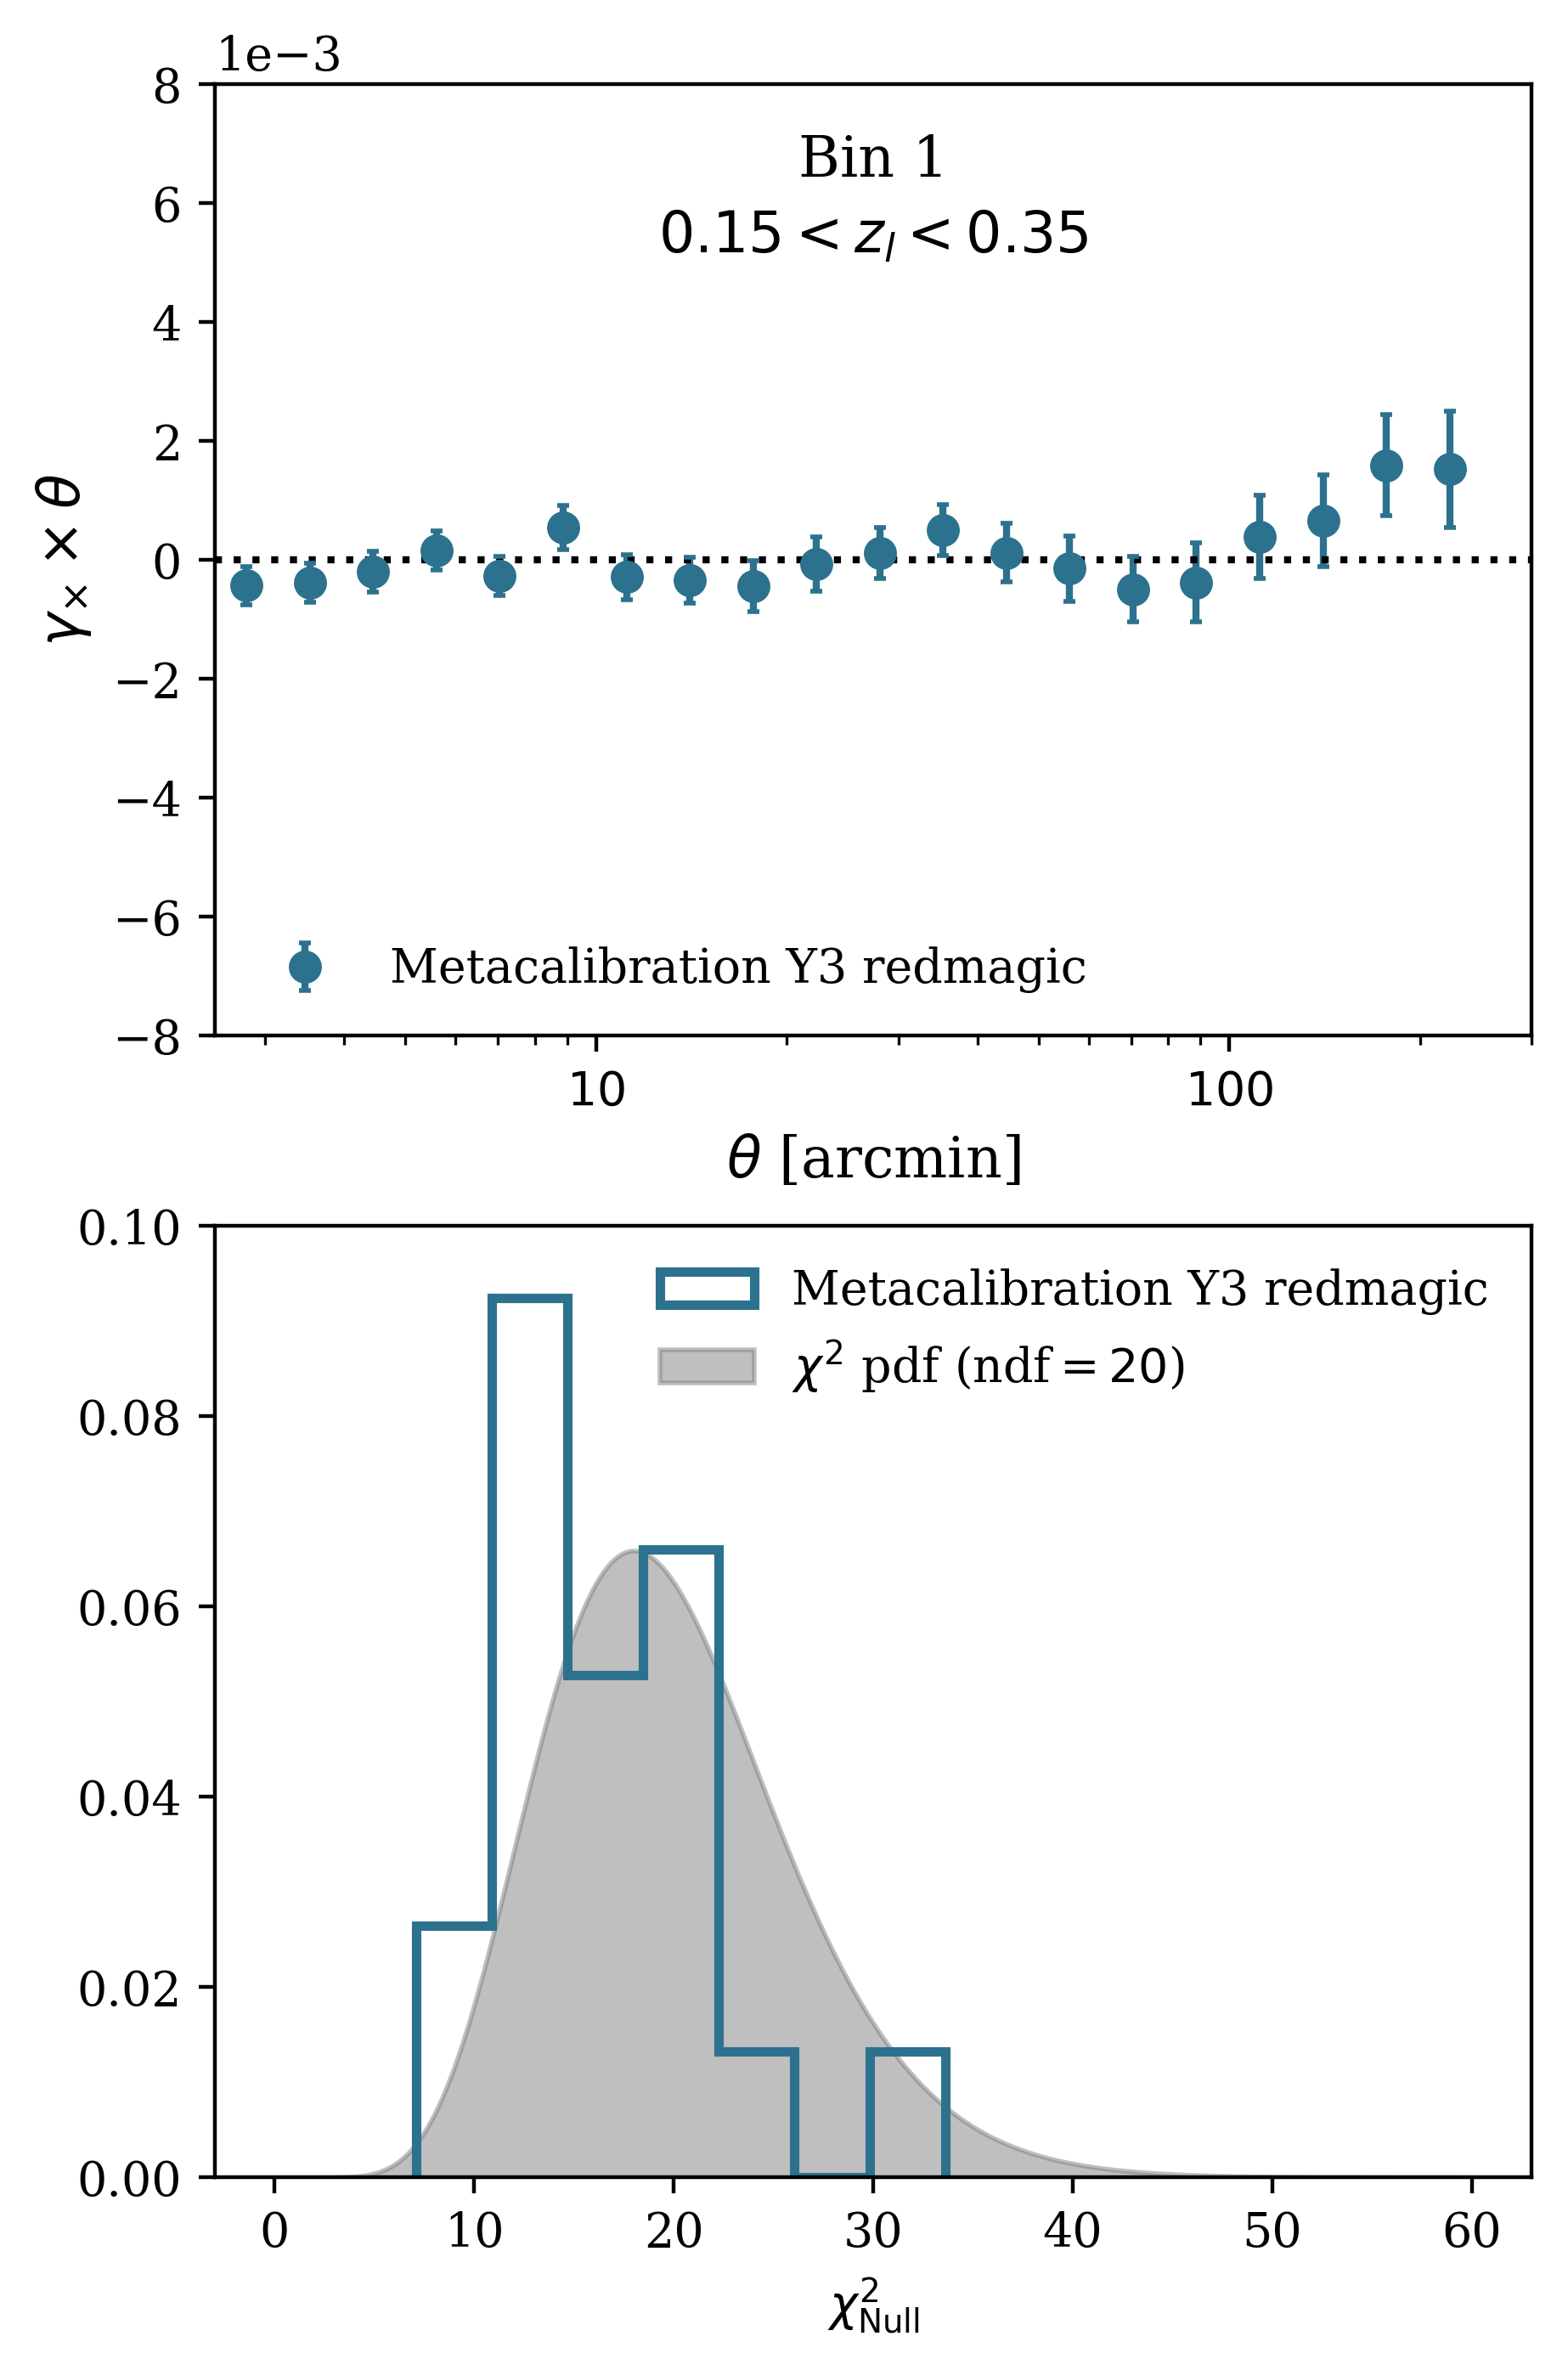 1e−3
8
6
4
2
0
−2
−4
−6
−8
γ× × θ
Bin 1
0.15 < z_l < 0.35
Metacalibration Y3 redmagic
10 100
θ [arcmin]
0.10
0.08
0.06
0.04
0.02
0.00
Metacalibration Y3 redmagic
χ² pdf (ndf = 20)
0 10 20 30 40 50 60
χ²Null